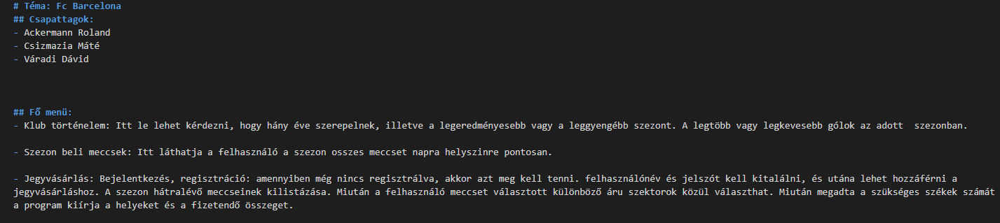 # Téma: Fc Barcelona
## Csapattagok:
- Ackermann Roland
- Csizmazia Máté
- Váradi Dávid
## Fő menü:
- Klub történelem: Itt le lehet kérdezni, hogy hány éve szerepelnek, illetve a legeredményesebb vagy a leggyengébb szezont. A legtöbb vagy legkevesebb gólok az adott  szezonban.
- Szezon beli meccsek: Itt láthatja a felhasználó a szezon osszes meccset napra helyszinre pontosan.
- Jegyvásárlás: Bejelentkezés, regisztráció: amennyiben még nincs regisztrálva, akkor azt meg kell tenni. felhasználónév és jelszót kell kitalálni, és utána lehet hozzáférni a
jegyvásárláshoz. A szezon hátralévő meccseinek kilistázása. Miután a felhasználó meccset választott különböző áru szektorok közül választhat. Miután megadta a szükséges székek számát
a program kiírja a helyeket és a fizetendő összeget.